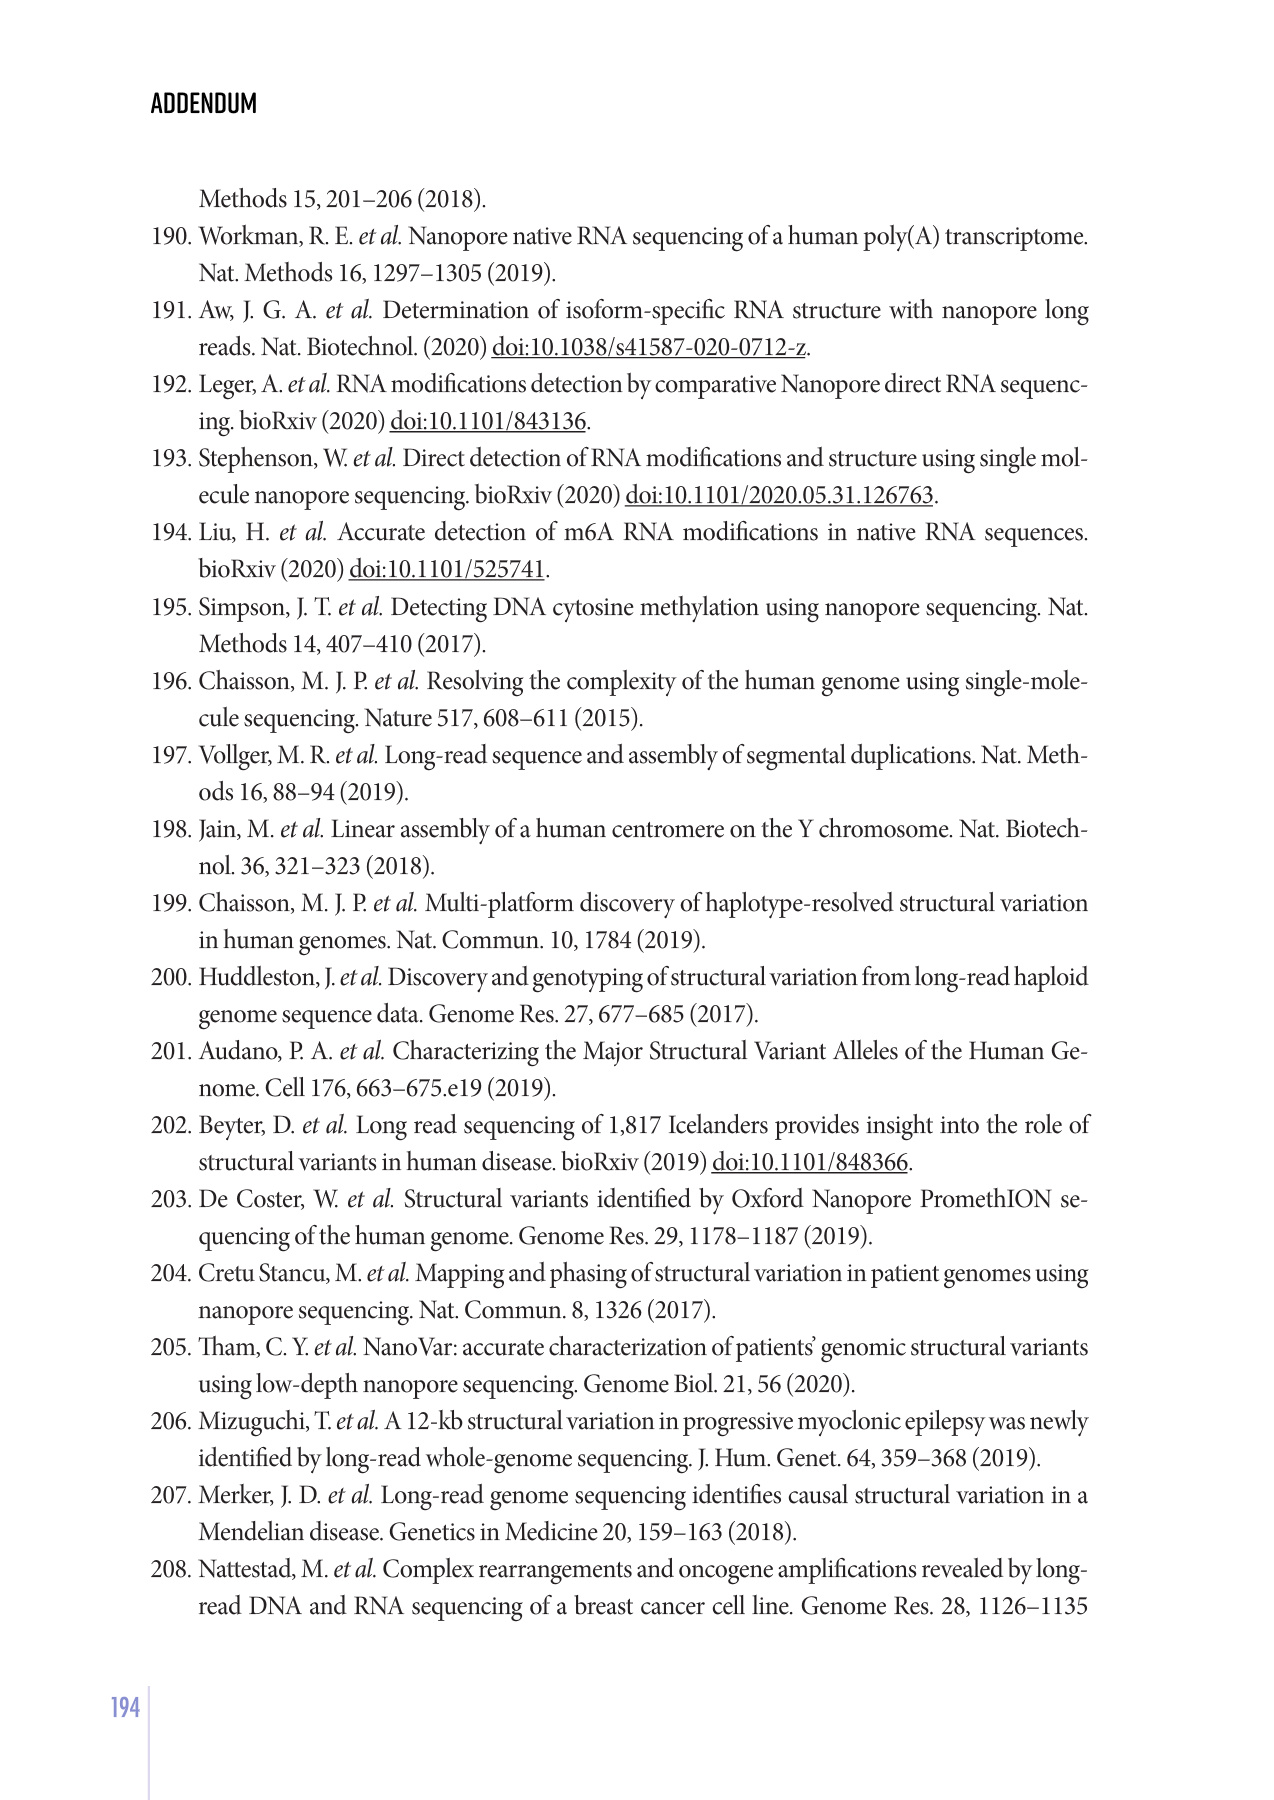 ADDENDUM
Methods 15, 201–206 (2018).
190. Workman, R. E. et al. Nanopore native RNA sequencing of a human poly(A) transcriptome.
Nat. Methods 16, 1297–1305 (2019).
191. Aw, J. G. A. et al. Determination of isoform-specific RNA structure with nanopore long
reads. Nat. Biotechnol. (2020) doi:10.1038/s41587-020-0712-z.
192. Leger, A. et al. RNA modifications detection by comparative Nanopore direct RNA sequenc-
ing. bioRxiv (2020) doi:10.1101/843136.
193. Stephenson, W. et al. Direct detection of RNA modifications and structure using single mol-
ecule nanopore sequencing. bioRxiv (2020) doi:10.1101/2020.05.31.126763.
194. Liu, H. et al. Accurate detection of m6A RNA modifications in native RNA sequences.
bioRxiv (2020) doi:10.1101/525741.
195. Simpson, J. T. et al. Detecting DNA cytosine methylation using nanopore sequencing. Nat.
Methods 14, 407–410 (2017).
196. Chaisson, M. J. P. et al. Resolving the complexity of the human genome using single-mole-
cule sequencing. Nature 517, 608–611 (2015).
197. Vollger, M. R. et al. Long-read sequence and assembly of segmental duplications. Nat. Meth-
ods 16, 88–94 (2019).
198. Jain, M. et al. Linear assembly of a human centromere on the Y chromosome. Nat. Biotech-
nol. 36, 321–323 (2018).
199. Chaisson, M. J. P. et al. Multi-platform discovery of haplotype-resolved structural variation
in human genomes. Nat. Commun. 10, 1784 (2019).
200. Huddleston, J. et al. Discovery and genotyping of structural variation from long-read haploid
genome sequence data. Genome Res. 27, 677–685 (2017).
201. Audano, P. A. et al. Characterizing the Major Structural Variant Alleles of the Human Ge-
nome. Cell 176, 663–675.e19 (2019).
202. Beyter, D. et al. Long read sequencing of 1,817 Icelanders provides insight into the role of
structural variants in human disease. bioRxiv (2019) doi:10.1101/848366.
203. De Coster, W. et al. Structural variants identified by Oxford Nanopore PromethION se-
quencing of the human genome. Genome Res. 29, 1178–1187 (2019).
204. Cretu Stancu, M. et al. Mapping and phasing of structural variation in patient genomes using
nanopore sequencing. Nat. Commun. 8, 1326 (2017).
205. Tham, C. Y. et al. NanoVar: accurate characterization of patients’ genomic structural variants
using low-depth nanopore sequencing. Genome Biol. 21, 56 (2020).
206. Mizuguchi, T. et al. A 12-kb structural variation in progressive myoclonic epilepsy was newly
identified by long-read whole-genome sequencing. J. Hum. Genet. 64, 359–368 (2019).
207. Merker, J. D. et al. Long-read genome sequencing identifies causal structural variation in a
Mendelian disease. Genetics in Medicine 20, 159–163 (2018).
208. Nattestad, M. et al. Complex rearrangements and oncogene amplifications revealed by long-
read DNA and RNA sequencing of a breast cancer cell line. Genome Res. 28, 1126–1135
194